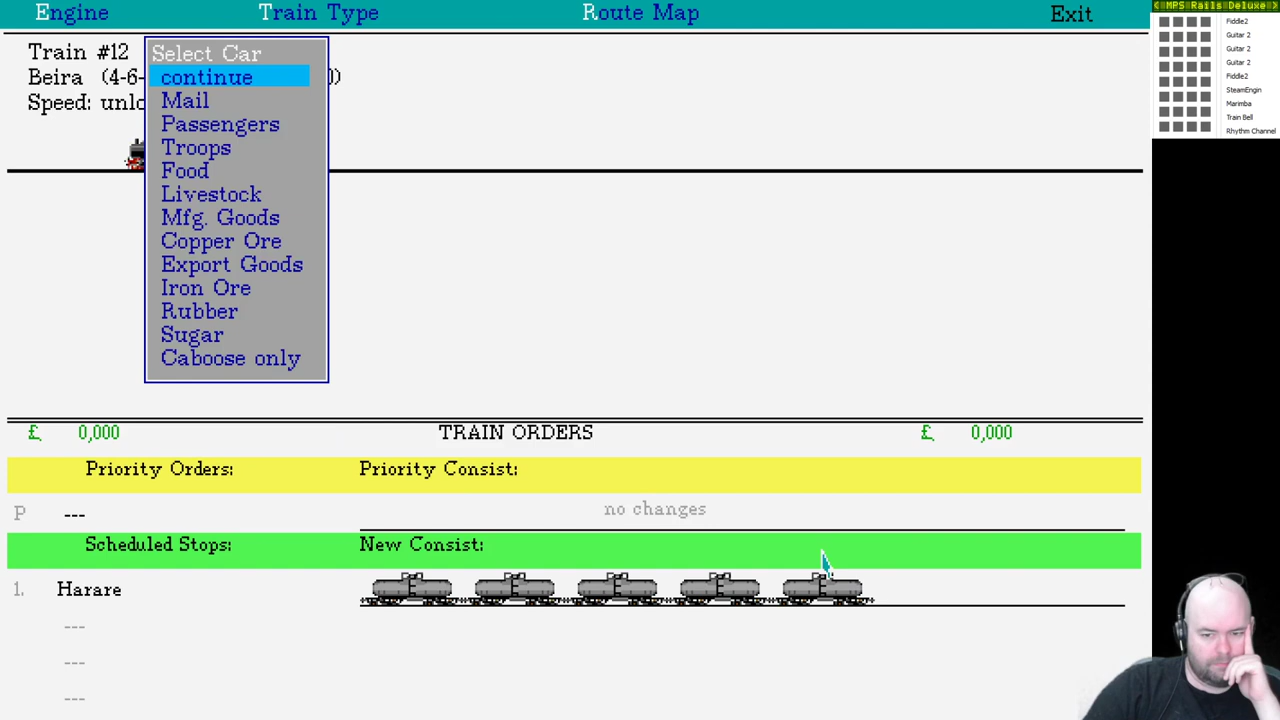 Engine Train Type Route Map Exit
Train #12
Beira (4-6- 0)
Speed: unlo
Select Car
continue
Mail
Passengers
Troops
Food
Livestock
Mfg. Goods
Copper Ore
Export Goods
Iron Ore
Rubber
Sugar
Caboose only
£ 0,000 TRAIN ORDERS £ 0,000
Priority Orders: Priority Consist:
P --- no changes
Scheduled Stops: New Consist:
1. Harare E E E E E
---
---
---
< MPS Rails Deluxe >
Fiddle2
Guitar 2
Guitar 2
Guitar 2
Fiddle2
SteamEngin
Marimba
Train Bell
Rhythm Channel